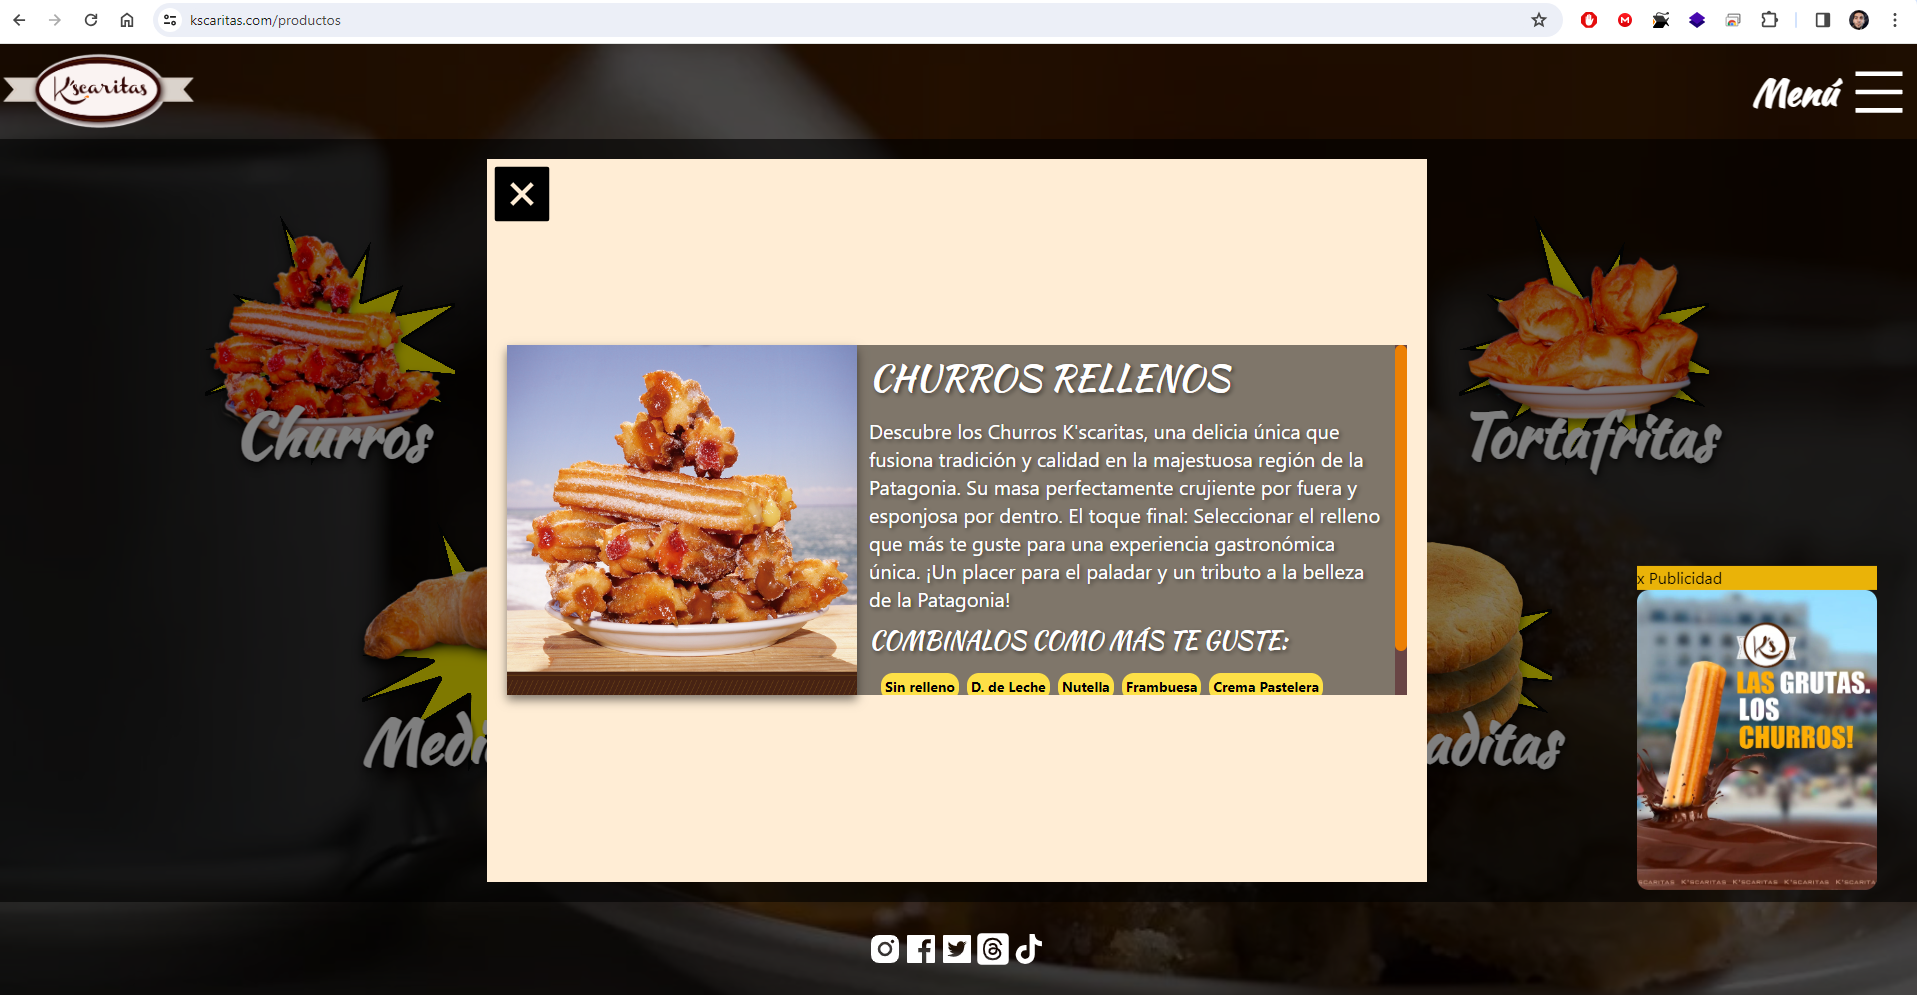 kscaritas.com/productos
K'scaritas
Menú
Churros
Tortafritas
CHURROS RELLENOS
Descubre los Churros K'scaritas, una delicia única que
fusiona tradición y calidad en la majestuosa región de la
Patagonia. Su masa perfectamente crujiente por fuera y
esponjosa por dentro. El toque final: Seleccionar el relleno
que más te guste para una experiencia gastronómica
única. ¡Un placer para el paladar y un tributo a la belleza
de la Patagonia!
COMBINALOS COMO MÁS TE GUSTE:
Sin relleno D. de Leche Nutella Frambuesa Crema Pastelera
Medi
aditas
x Publicidad
K's
LAS GRUTAS.
LOS
CHURROS!
SCARITAS K'SCARITAS K'SCARITAS K'SCARITAS K'SCARITA